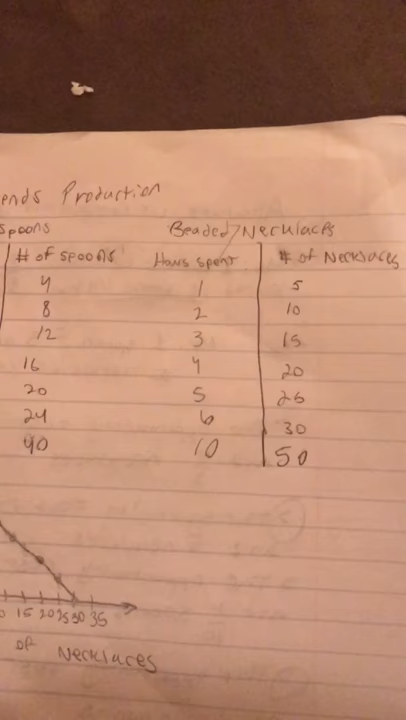 ends Production
spoons Beaded Necklaces
# of spoons Hours spent # of Necklaces
4 1 5
8 2 10
12 3 15
16 4 20
20 5 25
24 6 30
40 10 50
0 15 20 25 30 35
of Necklaces